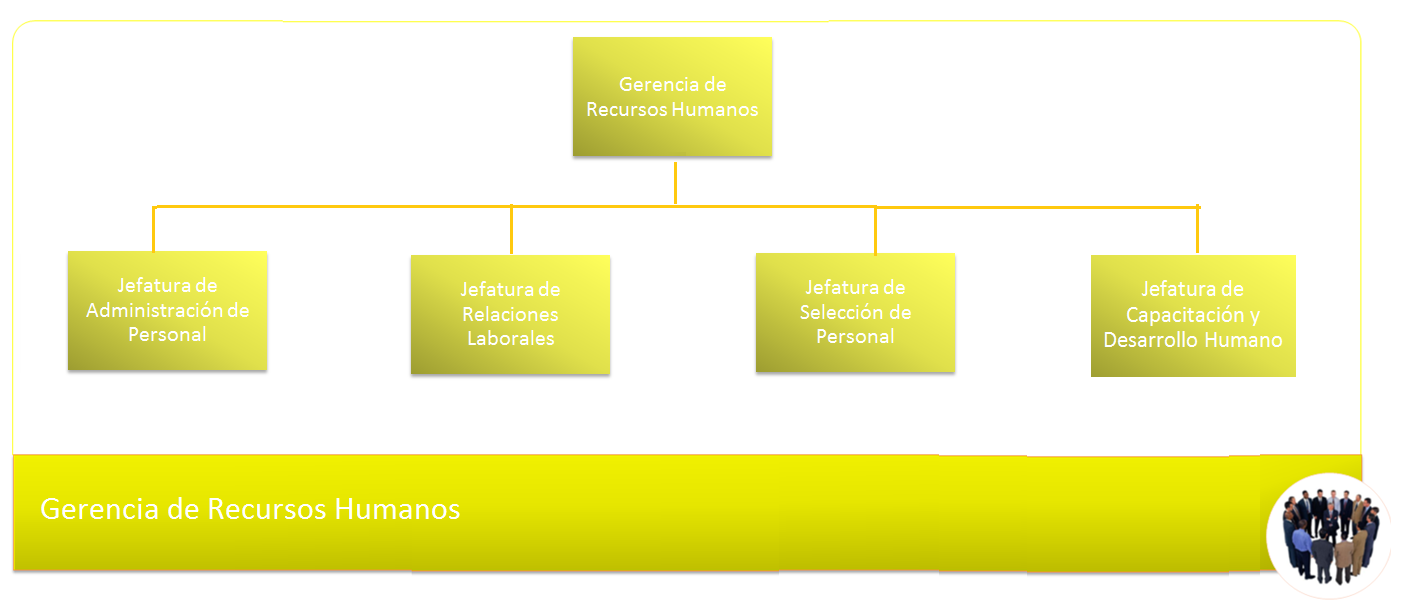 Gerencia de
Recursos Humanos
Jefatura de
Administración de
Personal
Jefatura de
Relaciones
Laborales
Jefatura de
Selección de
Personal
Jefatura de
Capacitación y
Desarrollo Humano
Gerencia de Recursos Humanos